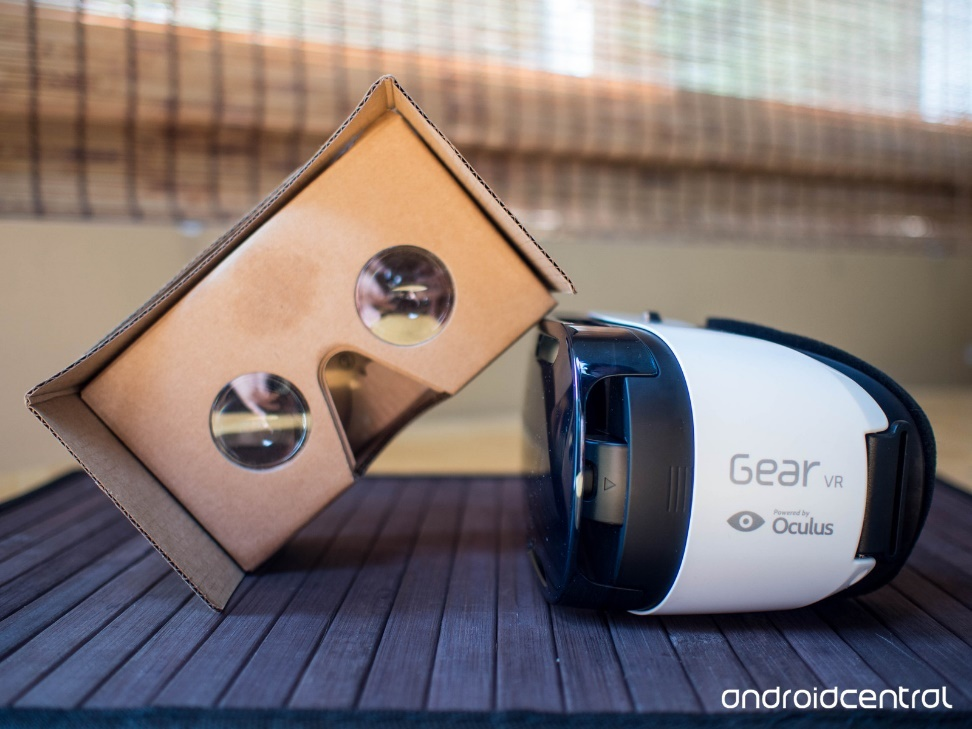 Gear VR
Powered by
Oculus
androidcentral